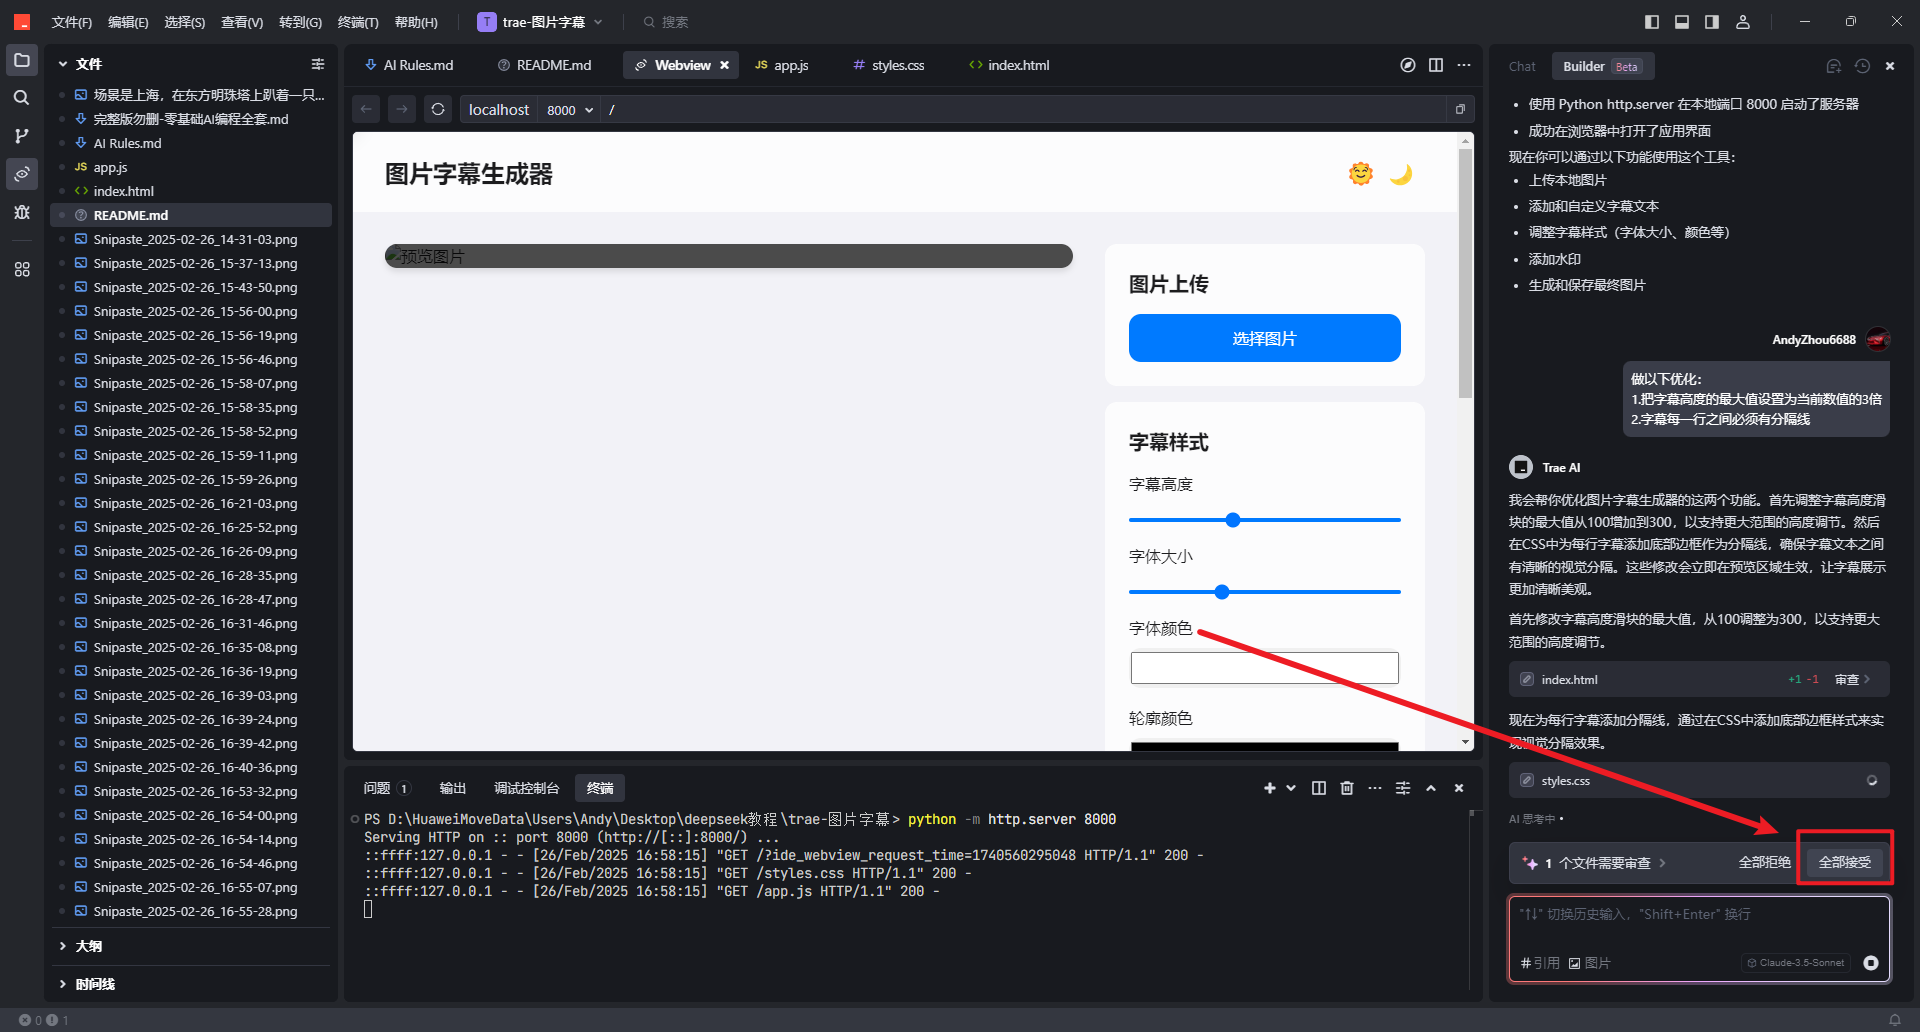 文件(F) 编辑(E) 选择(S) 查看(V) 转到(G) 终端(T) 帮助(H) T trae-图片字幕 搜索
文件
场景是上海，在东方明珠塔上趴着一只...
完整版勿删-零基础AI编程全套.md
AI Rules.md
JS app.js
index.html
README.md
Snipaste_2025-02-26_14-31-03.png
Snipaste_2025-02-26_15-37-13.png
Snipaste_2025-02-26_15-43-50.png
Snipaste_2025-02-26_15-56-00.png
Snipaste_2025-02-26_15-56-19.png
Snipaste_2025-02-26_15-56-46.png
Snipaste_2025-02-26_15-58-07.png
Snipaste_2025-02-26_15-58-35.png
Snipaste_2025-02-26_15-58-52.png
Snipaste_2025-02-26_15-59-11.png
Snipaste_2025-02-26_15-59-26.png
Snipaste_2025-02-26_16-21-03.png
Snipaste_2025-02-26_16-25-52.png
Snipaste_2025-02-26_16-26-09.png
Snipaste_2025-02-26_16-28-35.png
Snipaste_2025-02-26_16-28-47.png
Snipaste_2025-02-26_16-31-46.png
Snipaste_2025-02-26_16-35-08.png
Snipaste_2025-02-26_16-36-19.png
Snipaste_2025-02-26_16-39-03.png
Snipaste_2025-02-26_16-39-24.png
Snipaste_2025-02-26_16-39-42.png
Snipaste_2025-02-26_16-40-36.png
Snipaste_2025-02-26_16-53-32.png
Snipaste_2025-02-26_16-54-00.png
Snipaste_2025-02-26_16-54-14.png
Snipaste_2025-02-26_16-54-46.png
Snipaste_2025-02-26_16-55-07.png
Snipaste_2025-02-26_16-55-28.png
大纲
时间线
0 1
AI Rules.md README.md Webview JS app.js # styles.css index.html
localhost 8000 /
图片字幕生成器
预览图片
图片上传
选择图片
字幕样式
字幕高度
字体大小
字体颜色
轮廓颜色
问题 1 输出 调试控制台 终端
PS D:\HuaweiMoveData\Users\Andy\Desktop\deepseek教程\trae-图片字幕> python -m http.server 8000
Serving HTTP on :: port 8000 (http://[::]:8000/) ...
::ffff:127.0.0.1 - - [26/Feb/2025 16:58:15] "GET /?ide_webview_request_time=1740560295048 HTTP/1.1" 200 -
::ffff:127.0.0.1 - - [26/Feb/2025 16:58:15] "GET /styles.css HTTP/1.1" 200 -
::ffff:127.0.0.1 - - [26/Feb/2025 16:58:15] "GET /app.js HTTP/1.1" 200 -
Chat Builder Beta
• 使用 Python http.server 在本地端口 8000 启动了服务器
• 成功在浏览器中打开了应用界面
现在你可以通过以下功能使用这个工具：
• 上传本地图片
• 添加和自定义字幕文本
• 调整字幕样式（字体大小、颜色等）
• 添加水印
• 生成和保存最终图片
AndyZhou6688
做以下优化：
1.把字幕高度的最大值设置为当前数值的3倍
2.字幕每一行之间必须有分隔线
Trae AI
我会帮你优化图片字幕生成器的这两个功能。首先调整字幕高度滑
块的最大值从100增加到300，以支持更大范围的高度调节。然后
在CSS中为每行字幕添加底部边框作为分隔线，确保字幕文本之间
有清晰的视觉分隔。这些修改会立即在预览区域生效，让字幕展示
更加清晰美观。
首先修改字幕高度滑块的最大值，从100调整为300，以支持更大
范围的高度调节。
index.html +1 -1 审查
现在为每行字幕添加分隔线，通过在CSS中添加底部边框样式来实
现视觉分隔效果。
styles.css
AI 思考中 •
1 个文件需要审查 全部拒绝 全部接受
"↑↓" 切换历史输入，"Shift+Enter" 换行
# 引用 图片 Claude-3.5-Sonnet